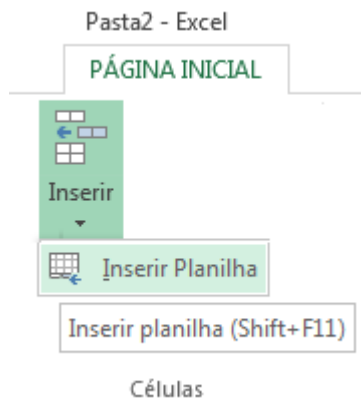 Pasta2 - Excel
PÁGINA INICIAL
Inserir
Inserir Planilha
Inserir planilha (Shift+F11)
Células